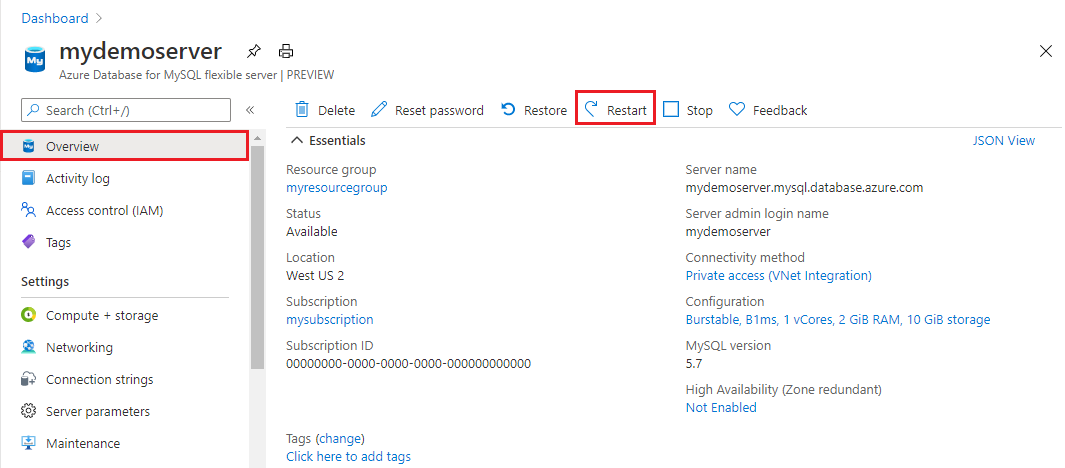 Dashboard
mydemoserver
Azure Database for MySQL flexible server | PREVIEW
Search (Ctrl+/)
Overview
Activity log
Access control (IAM)
Tags
Settings
Compute + storage
Networking
Connection strings
Server parameters
Maintenance
Delete Reset password Restore Restart Stop Feedback
Essentials JSON View
Resource group
myresourcegroup
Status
Available
Location
West US 2
Subscription
mysubscription
Subscription ID
00000000-0000-0000-0000-000000000000
Server name
mydemoserver.mysql.database.azure.com
Server admin login name
mydemoserver
Connectivity method
Private access (VNet Integration)
Configuration
Burstable, B1ms, 1 vCores, 2 GiB RAM, 10 GiB storage
MySQL version
5.7
High Availability (Zone redundant)
Not Enabled
Tags (change)
Click here to add tags